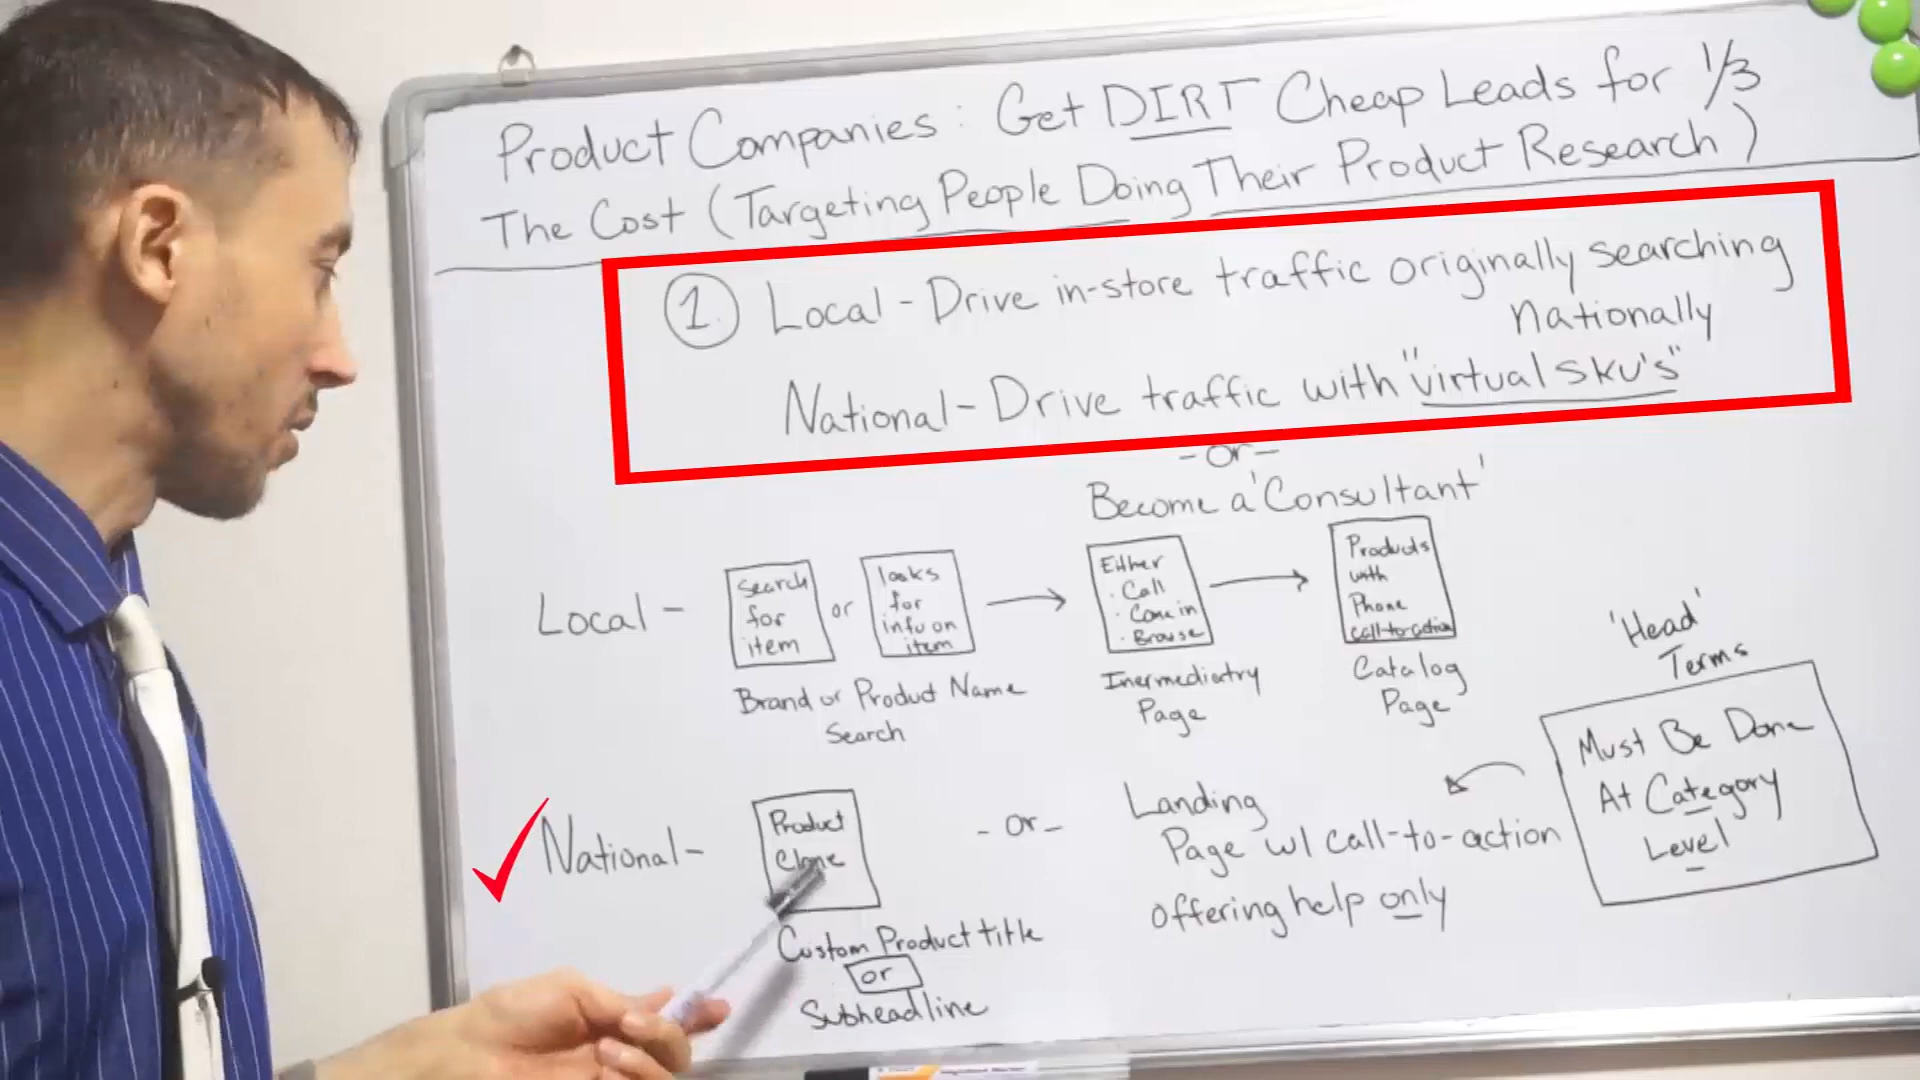 Product Companies: Get DIRT Cheap Leads for 1/3
The Cost (Targeting People Doing Their Product Research)
1. Local - Drive in-store traffic originally searching
Nationally
National - Drive traffic with "virtual sku's"
- or -
Become a 'Consultant'
Local -
search
for
item
or
looks
for
info on
item
Either
· Call
· Come in
· Browse
Products
with
Phone
call-to-action
Brand or Product Name
Search
Inermediatry
Page
Catalog
Page
'Head'
Terms
Must Be Done
At Category
Level
National -
Product
Clone
- or -
Landing
Page w/ call-to-action
offering help only
Custom Product title
or
Subheadline